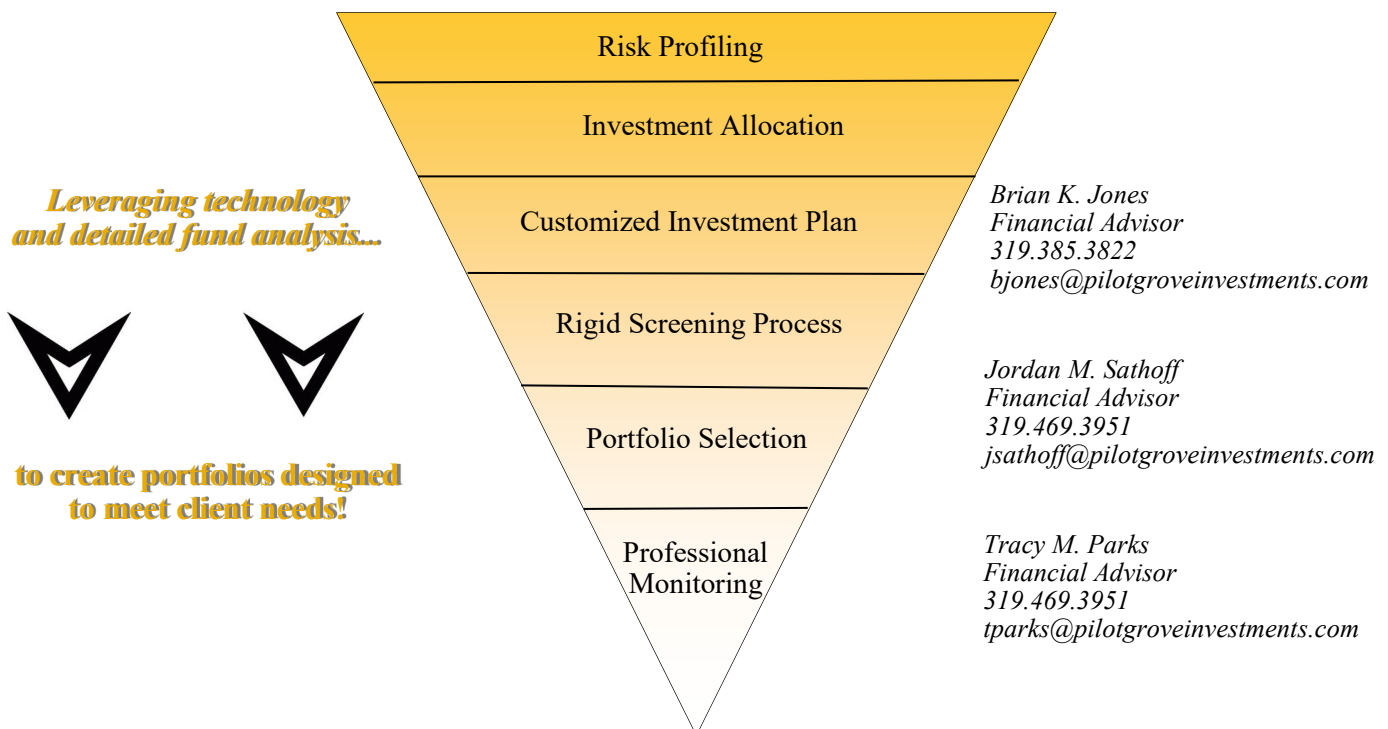 Leveraging technology
and detailed fund analysis...
to create portfolios designed
to meet client needs!
Risk Profiling
Investment Allocation
Customized Investment Plan
Rigid Screening Process
Portfolio Selection
Professional
Monitoring
Brian K. Jones
Financial Advisor
319.385.3822
bjones@pilotgroveinvestments.com
Jordan M. Sathoff
Financial Advisor
319.469.3951
jsathoff@pilotgroveinvestments.com
Tracy M. Parks
Financial Advisor
319.469.3951
tparks@pilotgroveinvestments.com